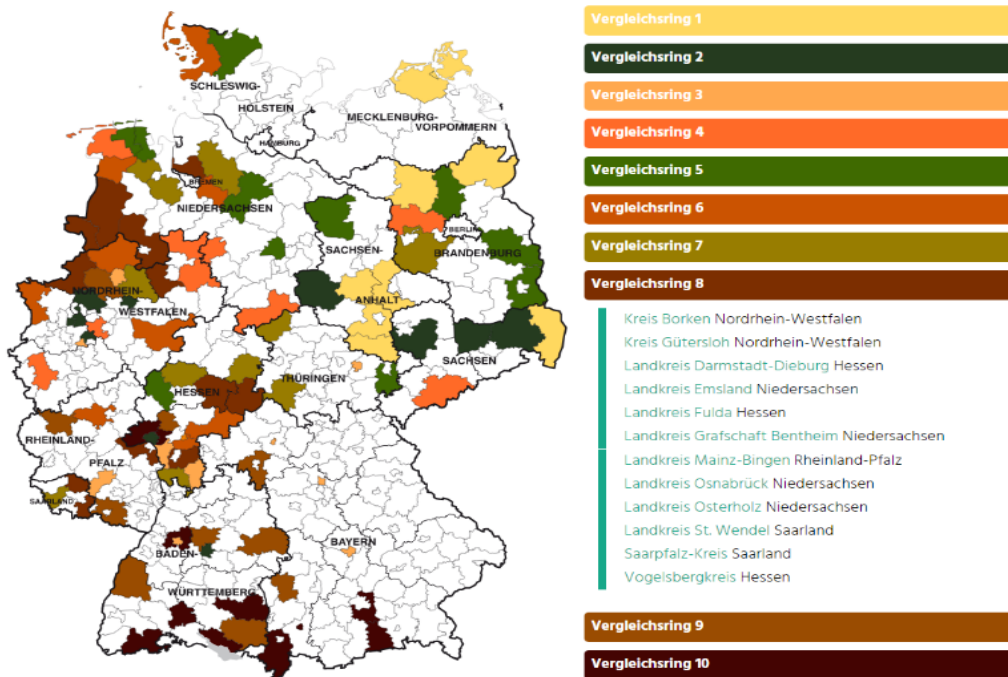 SCHLESWIG-
HOLSTEIN
MECKLENBURG-
VORPOMMERN
HAMBURG
BREMEN
NIEDERSACHSEN
BERLIN
BRANDENBURG
SACHSEN-
ANHALT
NORDRHEIN-
WESTFALEN
SACHSEN
THÜRINGEN
HESSEN
RHEINLAND-
PFALZ
SAARLAND
BAYERN
BADEN-
WÜRTTEMBERG
Vergleichsring 1
Vergleichsring 2
Vergleichsring 3
Vergleichsring 4
Vergleichsring 5
Vergleichsring 6
Vergleichsring 7
Vergleichsring 8
Kreis Borken Nordrhein-Westfalen
Kreis Gütersloh Nordrhein-Westfalen
Landkreis Darmstadt-Dieburg Hessen
Landkreis Emsland Niedersachsen
Landkreis Fulda Hessen
Landkreis Grafschaft Bentheim Niedersachsen
Landkreis Mainz-Bingen Rheinland-Pfalz
Landkreis Osnabrück Niedersachsen
Landkreis Osterholz Niedersachsen
Landkreis St. Wendel Saarland
Saarpfalz-Kreis Saarland
Vogelsbergkreis Hessen
Vergleichsring 9
Vergleichsring 10